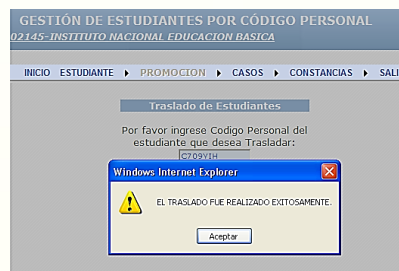 GESTIÓN DE ESTUDIANTES POR CÓDIGO PERSONAL
02145-INSTITUTO NACIONAL EDUCACION BASICA
INICIO ESTUDIANTE PROMOCION CASOS CONSTANCIAS SALI
Traslado de Estudiantes
Por favor ingrese Codigo Personal del
estudiante que desea Trasladar:
C709YIH
Windows Internet Explorer
EL TRASLADO FUE REALIZADO EXITOSAMENTE.
Aceptar